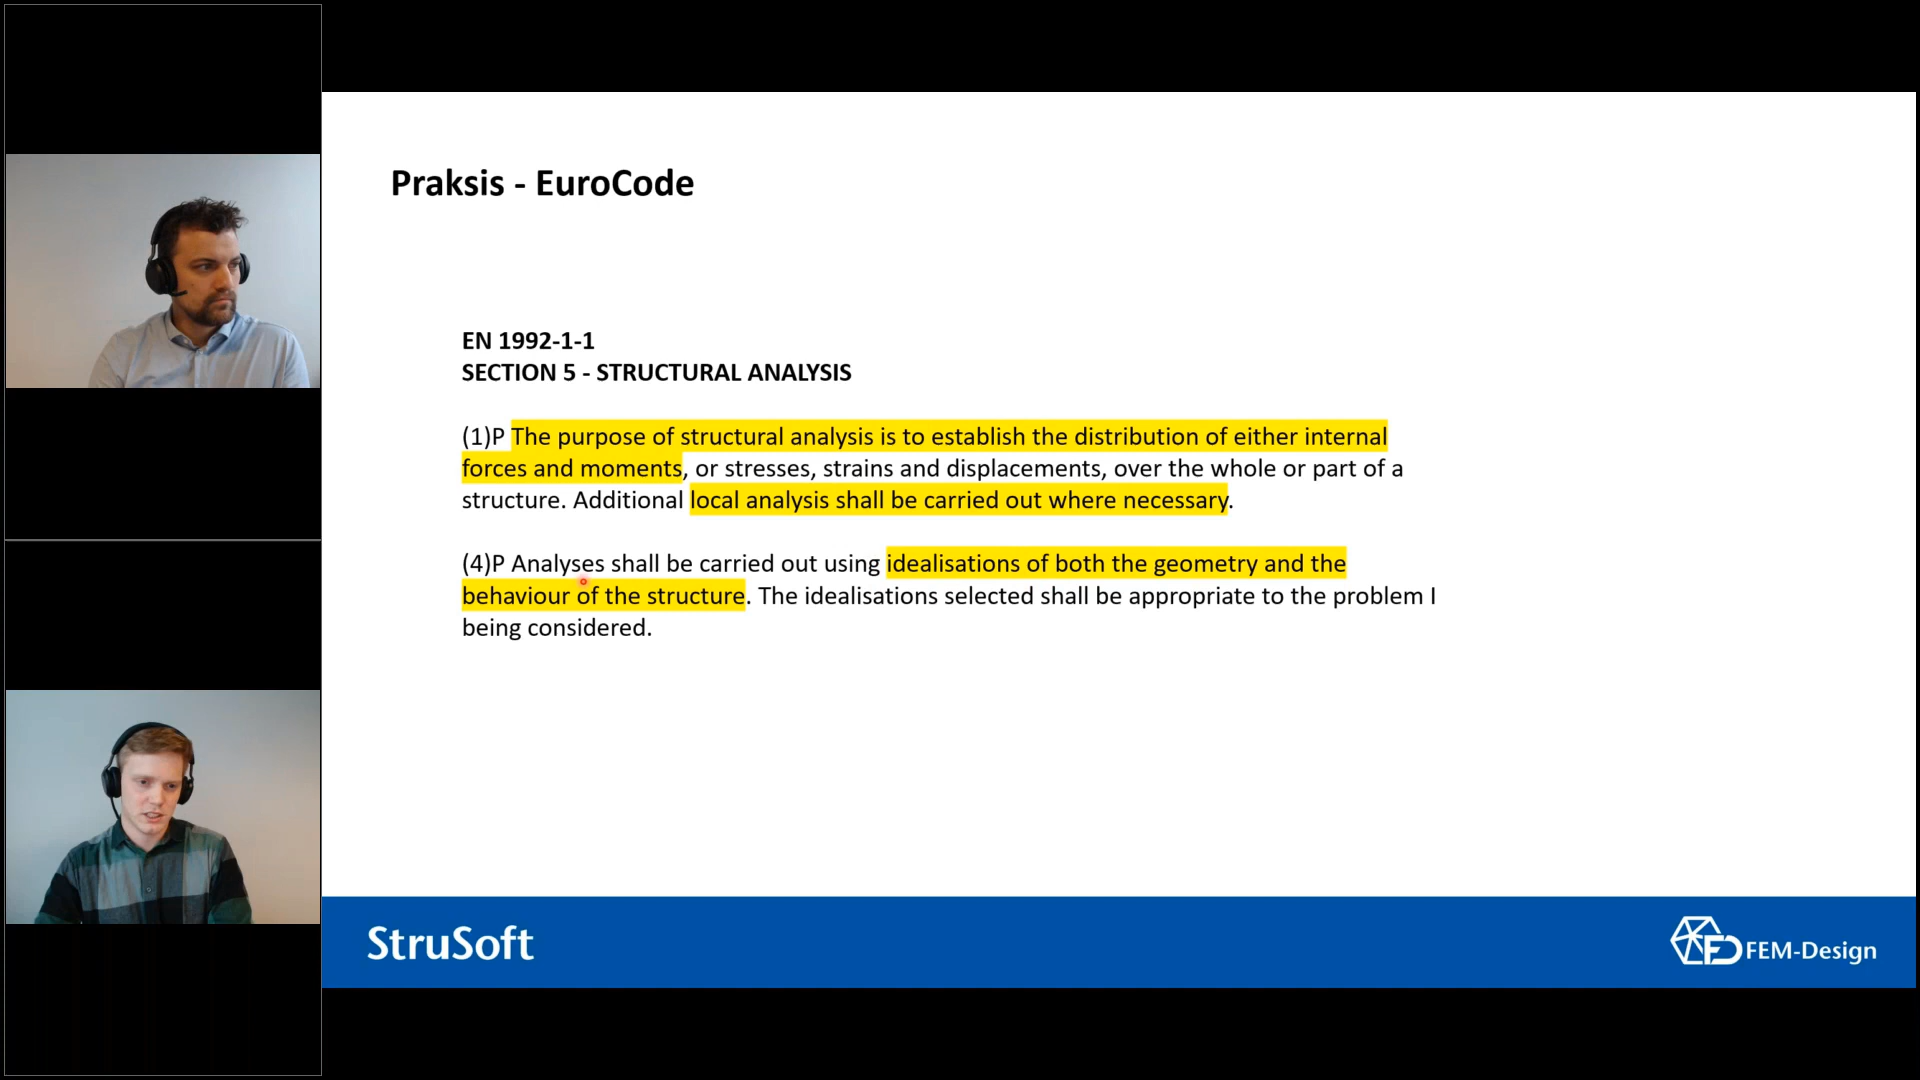 Praksis - EuroCode
EN 1992-1-1
SECTION 5 - STRUCTURAL ANALYSIS
(1)P The purpose of structural analysis is to establish the distribution of either internal
forces and moments, or stresses, strains and displacements, over the whole or part of a
structure. Additional local analysis shall be carried out where necessary.
(4)P Analyses shall be carried out using idealisations of both the geometry and the
behaviour of the structure. The idealisations selected shall be appropriate to the problem I
being considered.
StruSoft
FD FEM-Design